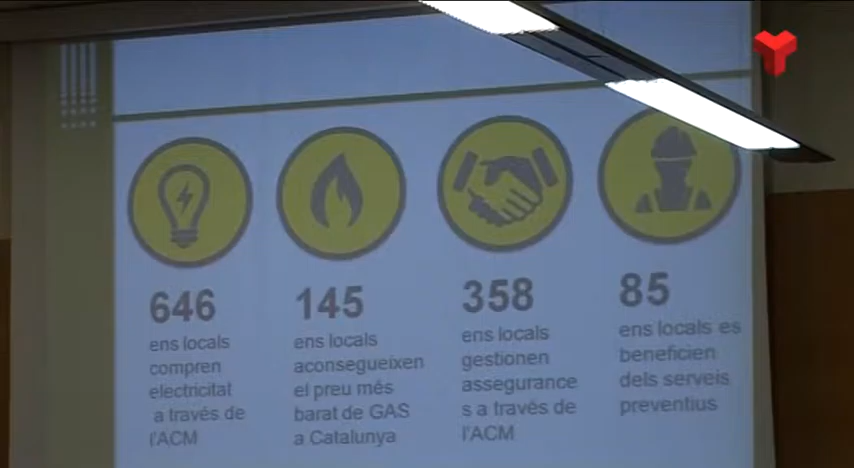 646
ens locals
compren
electricitat
a través de
l'ACM
145
ens locals
aconsegueixen
el preu més
barat de GAS
a Catalunya
358
ens locals
gestionen
assegurance
s a través de
l'ACM
85
ens locals es
beneficien
dels serveis
preventius